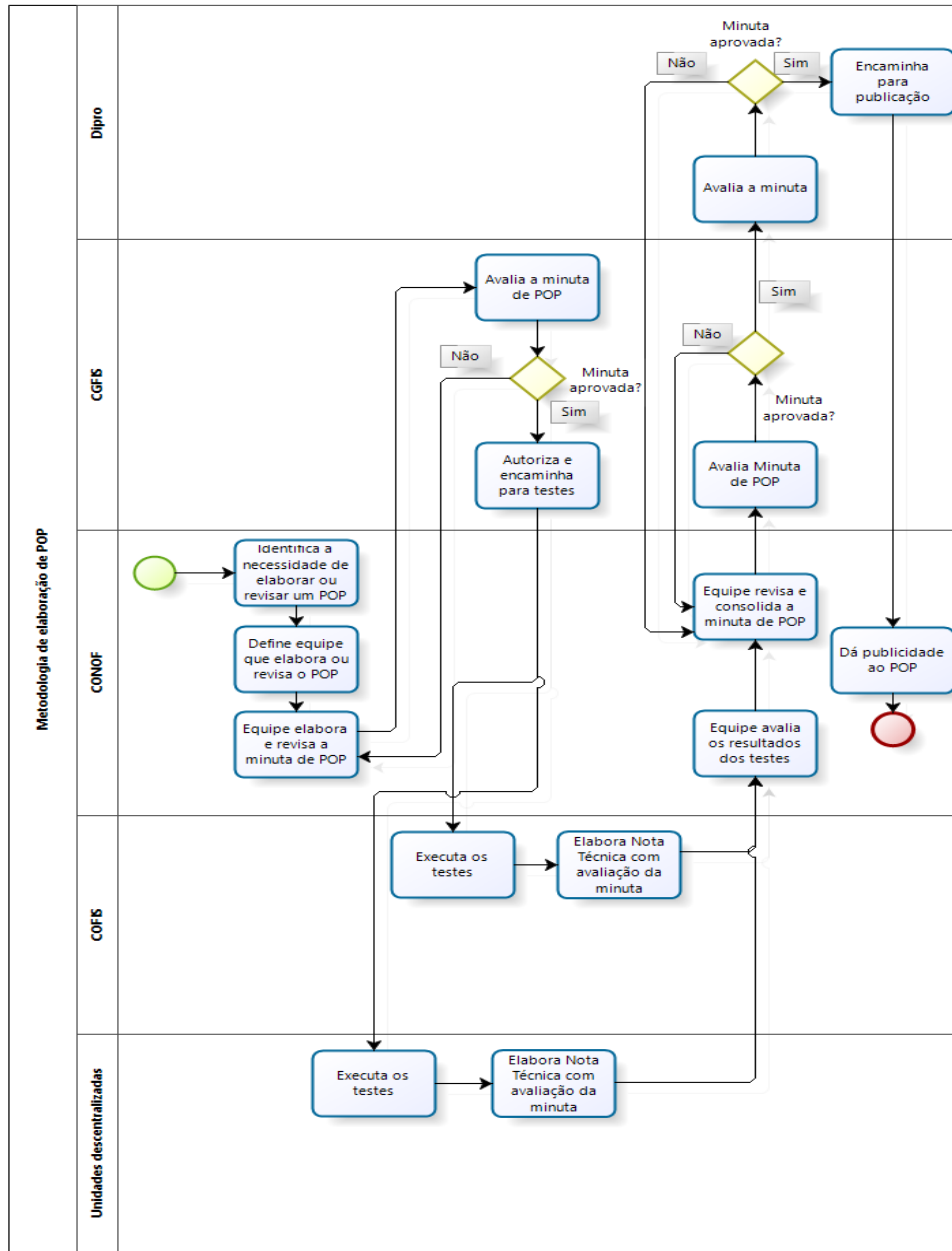 Metodologia de elaboração de POP
Dipro
Minuta
aprovada?
Não
Sim
Encaminha
para
publicação
Avalia a minuta
CGFIS
Avalia a minuta
de POP
Não
Minuta
aprovada?
Sim
Autoriza e
encaminha
para testes
Sim
Não
Minuta
aprovada?
Avalia Minuta
de POP
CONOF
Identifica a
necessidade de
elaborar ou
revisar um POP
Define equipe
que elabora ou
revisa o POP
Equipe elabora
e revisa a
minuta de POP
Equipe revisa e
consolida a
minuta de POP
Equipe avalia
os resultados
dos testes
Dá publicidade
ao POP
COFIS
Executa os
testes
Elabora Nota
Técnica com
avaliação da
minuta
Unidades descentralizadas
Executa os
testes
Elabora Nota
Técnica com
avaliação da
minuta